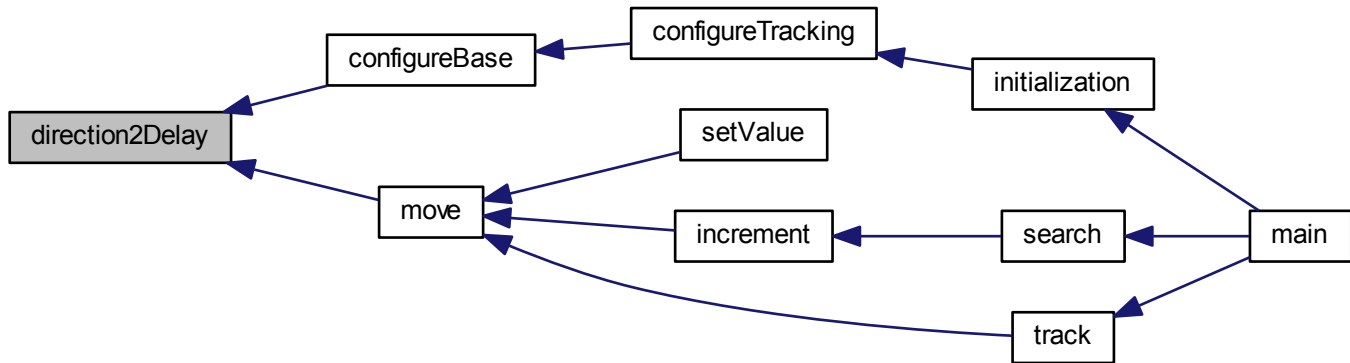 direction2Delay
configureBase
configureTracking
initialization
setValue
move
increment
search
main
track